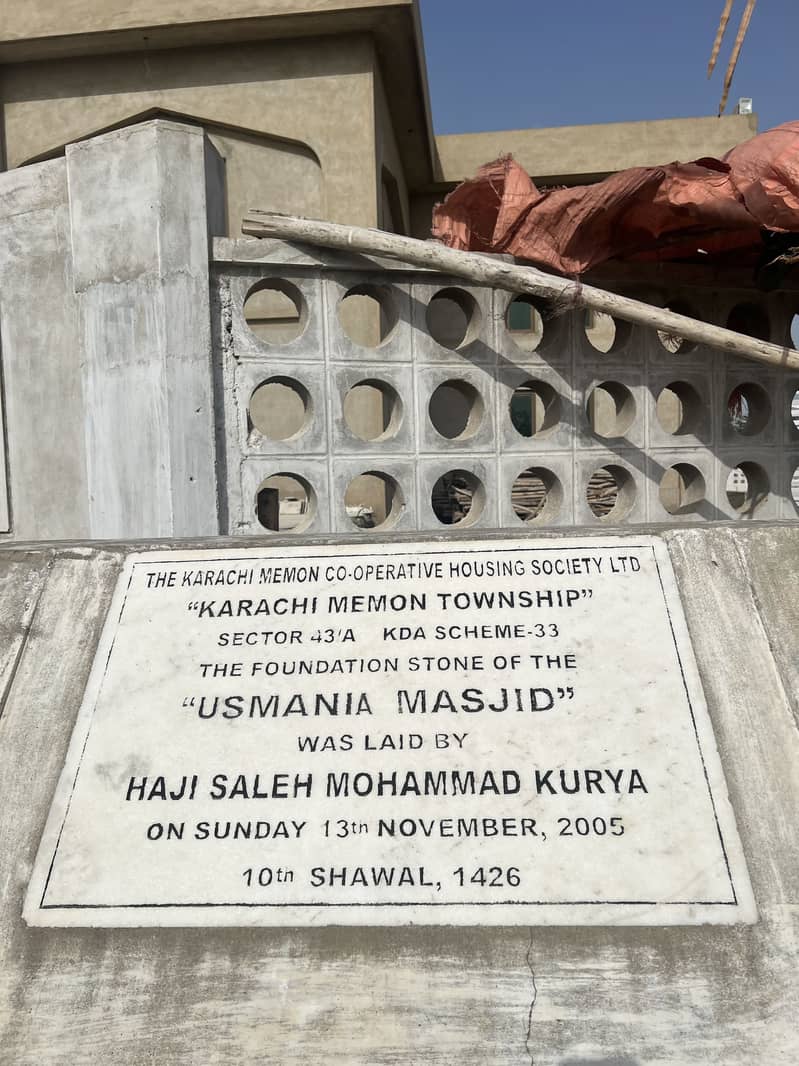 THE KARACHI MEMON CO-OPERATIVE HOUSING SOCIETY LTD
“KARACHI MEMON TOWNSHIP”
SECTOR 43/A KDA SCHEME-33
THE FOUNDATION STONE OF THE
“USMANIA MASJID”
WAS LAID BY
HAJI SALEH MOHAMMAD KURYA
ON SUNDAY 13th NOVEMBER, 2005
10th SHAWAL, 1426